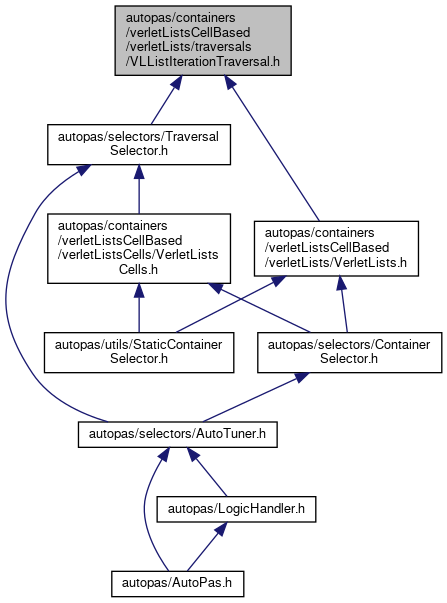 autopas/containers
/verletListsCellBased
/verletLists/traversals
/VLListIterationTraversal.h
autopas/selectors/Traversal
Selector.h
autopas/containers
/verletListsCellBased
/verletListsCells/VerletLists
Cells.h
autopas/containers
/verletListsCellBased
/verletLists/VerletLists.h
autopas/utils/StaticContainer
Selector.h
autopas/selectors/Container
Selector.h
autopas/selectors/AutoTuner.h
autopas/LogicHandler.h
autopas/AutoPas.h